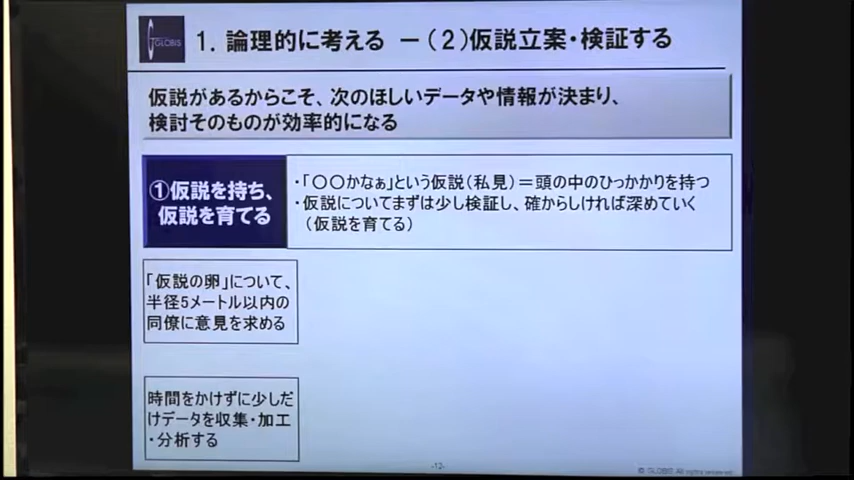 GLOBIS
1. 論理的に考える －（2）仮説立案・検証する
仮説があるからこそ、次のほしいデータや情報が決まり、
検討そのものが効率的になる
①仮説を持ち、
仮説を育てる
・「〇〇かなぁ」という仮説（私見）＝頭の中のひっかかりを持つ
・仮説についてまずは少し検証し、確からしければ深めていく
（仮説を育てる）
「仮説の卵」について、
半径5メートル以内の
同僚に意見を求める
時間をかけずに少しだ
けデータを収集・加工
・分析する
-13-
© GLOBIS All rights reserved.